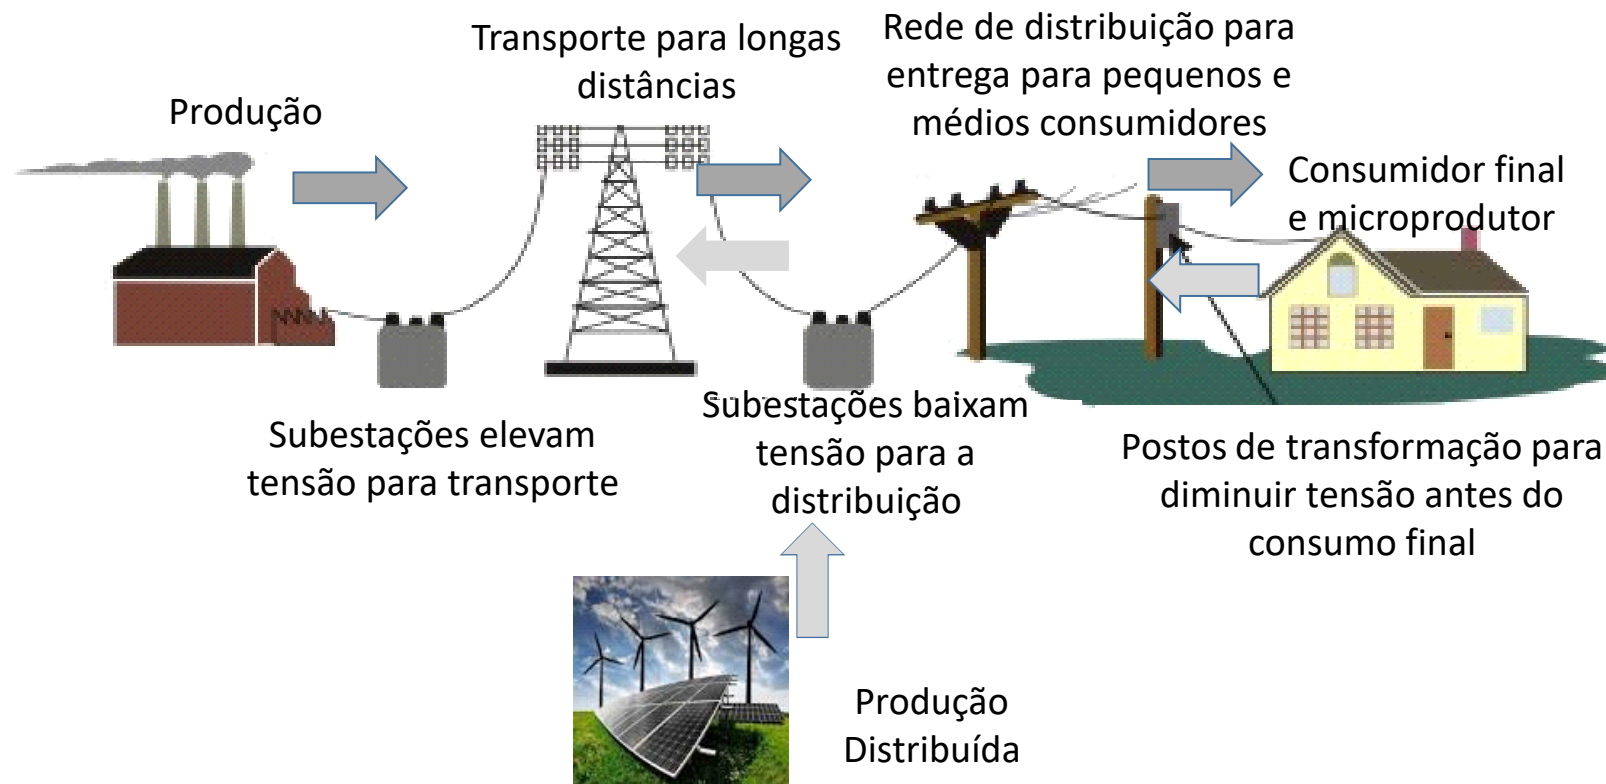 Produção
Transporte para longas
distâncias
Rede de distribuição para
entrega para pequenos e
médios consumidores
Consumidor final
e microprodutor
Subestações elevam
tensão para transporte
Subestações baixam
tensão para a
distribuição
Postos de transformação para
diminuir tensão antes do
consumo final
Produção
Distribuída